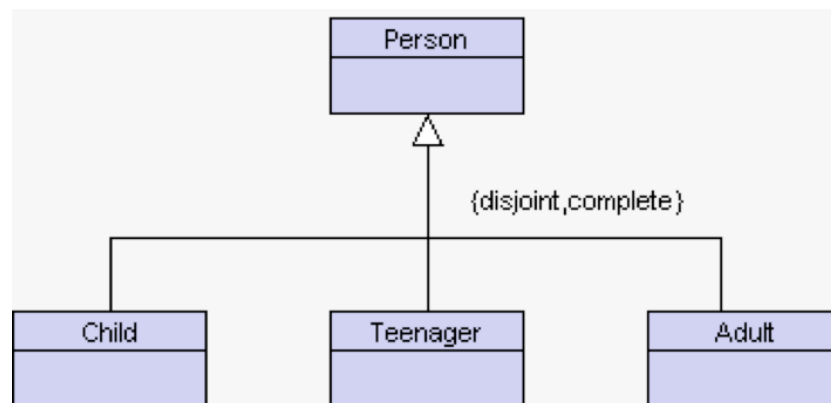 Person
{disjoint,complete}
Child
Teenager
Adult